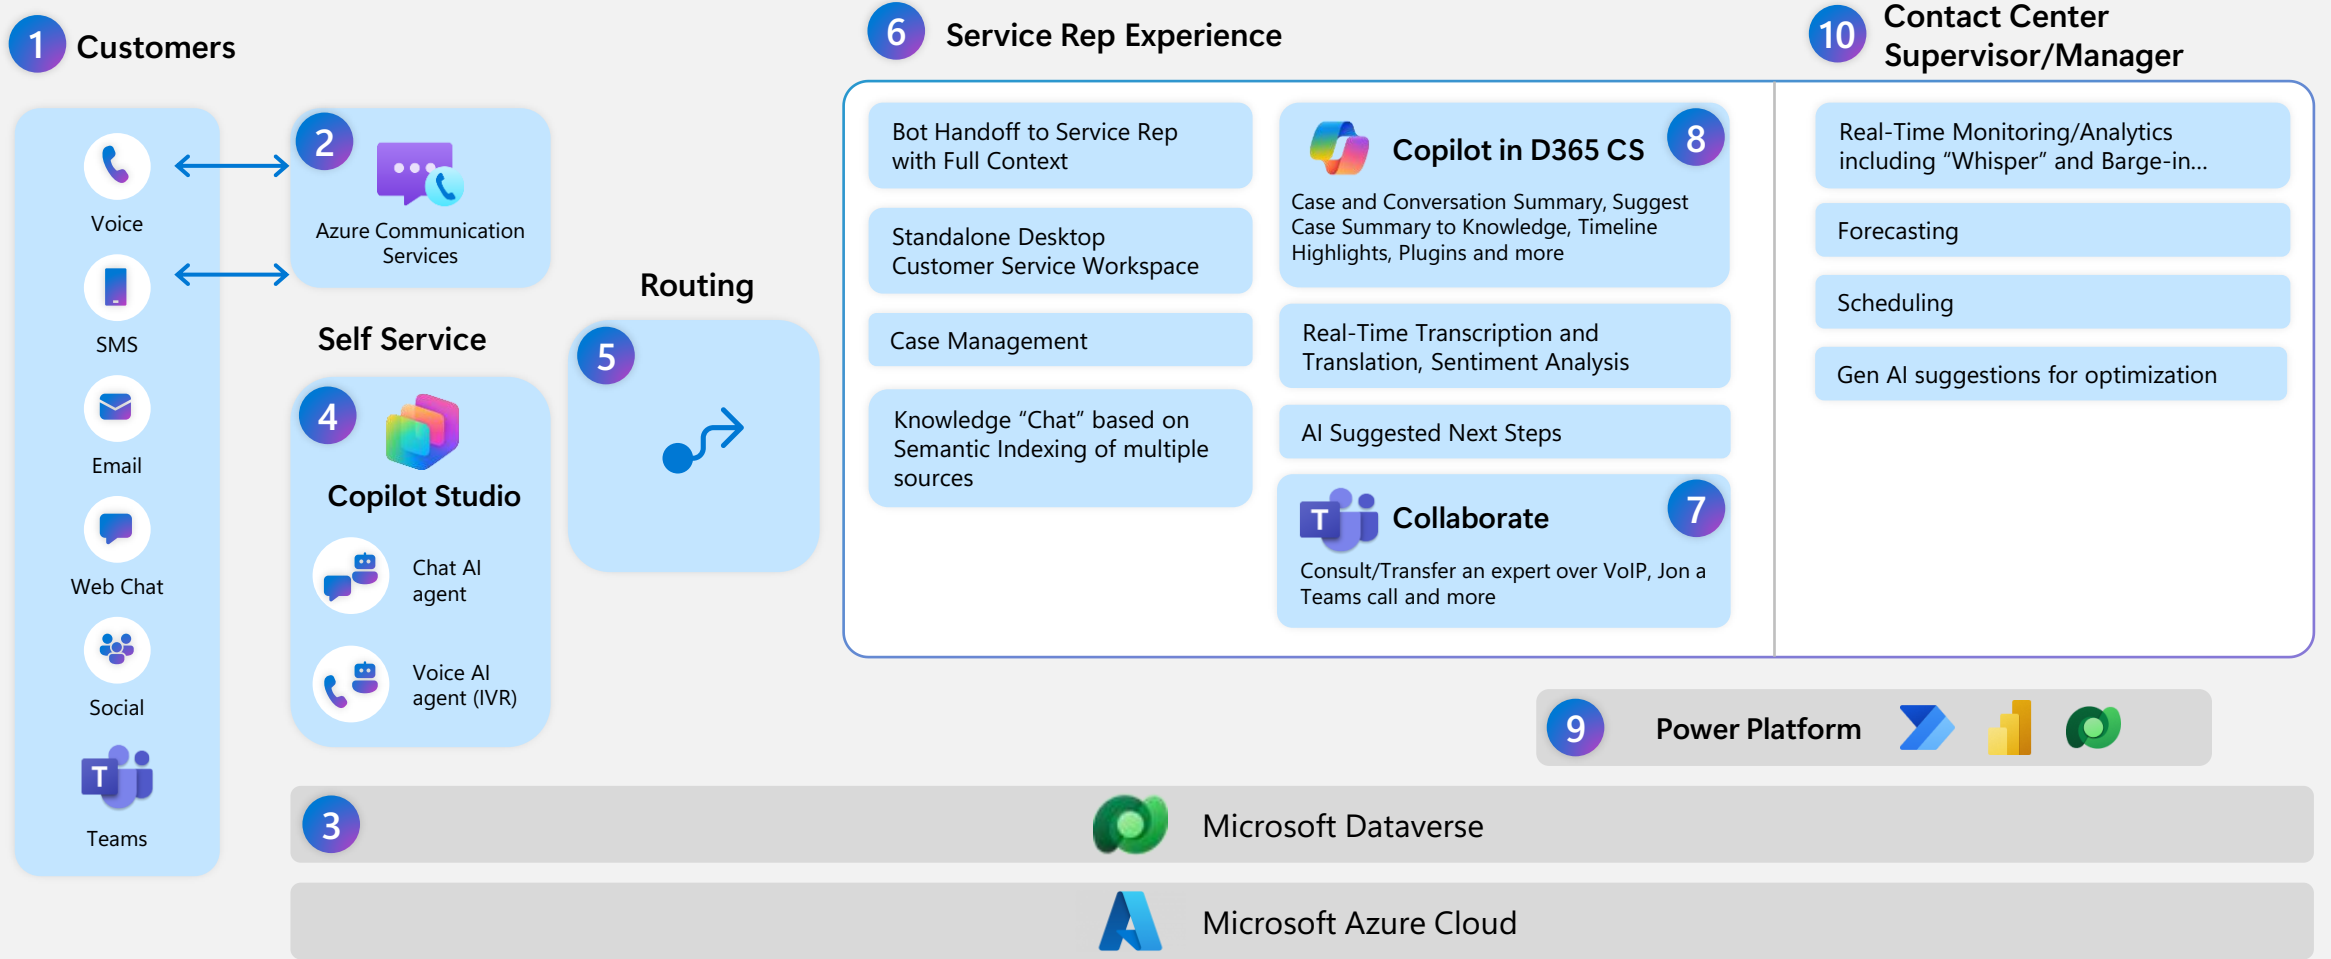 1
Customers
Voice
SMS
Email
Web Chat
Social
T
Teams
2
Azure Communication
Services
Self Service
4
Copilot Studio
Chat AI
agent
Voice AI
agent (IVR)
Routing
5
6
Service Rep Experience
Bot Handoff to Service Rep
with Full Context
Standalone Desktop
Customer Service Workspace
Case Management
Knowledge “Chat” based on
Semantic Indexing of multiple
sources
Copilot in D365 CS
8
Case and Conversation Summary, Suggest
Case Summary to Knowledge, Timeline
Highlights, Plugins and more
Real-Time Transcription and
Translation, Sentiment Analysis
AI Suggested Next Steps
T
Collaborate
7
Consult/Transfer an expert over VoIP, Jon a
Teams call and more
10
Contact Center
Supervisor/Manager
Real-Time Monitoring/Analytics
including “Whisper” and Barge-in...
Forecasting
Scheduling
Gen AI suggestions for optimization
9
Power Platform
3
Microsoft Dataverse
Microsoft Azure Cloud